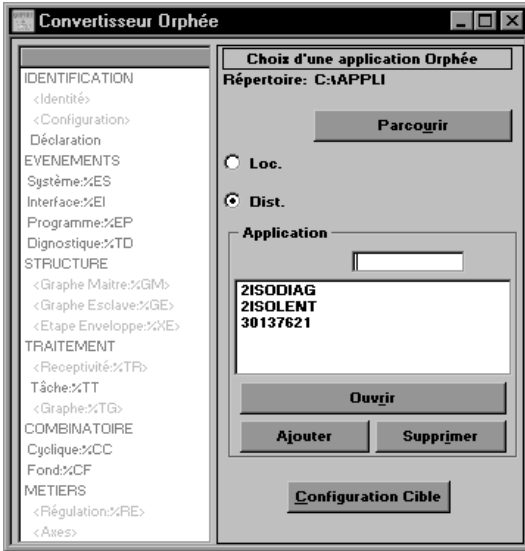 Convertisseur Orphée
IDENTIFICATION
<Identité>
<Configuration>
Déclaration
EVENEMENTS
Système:%ES
Interface:%EI
Programme:%EP
Dignostique:%TD
STRUCTURE
<Graphe Maitre:%GM>
<Graphe Esclave:%GE>
<Etape Enveloppe:%XE>
TRAITEMENT
<Receptivité:%TR>
Tâche:%TT
<Graphe:%TG>
COMBINATOIRE
Cyclique:%CC
Fond:%CF
METIERS
<Régulation:%RE>
<Axes>
Choix d'une application Orphée
Répertoire: C:\APPLI
Parcourir
Loc.
Dist.
Application
2ISODIAG
2ISOLENT
30137621
Ouvrir
Ajouter
Supprimer
Configuration Cible